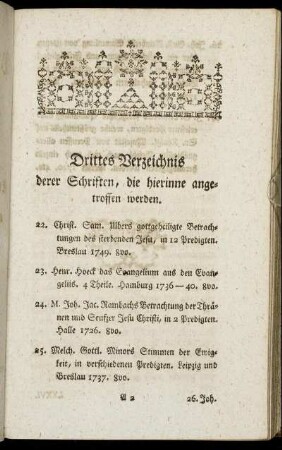 Drittes Verzeichnis
derer Schriften, die hierinne ange-
troffen werden.
22. Christ. Sam. Ulbers gottgeheiligte Betrach-
tungen des sterbenden Jesu, in 12 Predigten.
Breslau 1749. 8vo.
23. Henr. Hoeck das Evangelium aus den Evan-
geliis. 4 Theile. Hamburg 1736—40. 8vo.
24. M. Joh. Jac. Rambachs Betrachtung der Thrä-
nen und Seufzer Jesu Christi, in 2 Predigten.
Halle 1726. 8vo.
25. Melch. Gottl. Minors Stimmen der Ewig-
keit, in verschiedenen Predigten. Leipzig und
Breslau 1737. 8vo.
26. Joh.